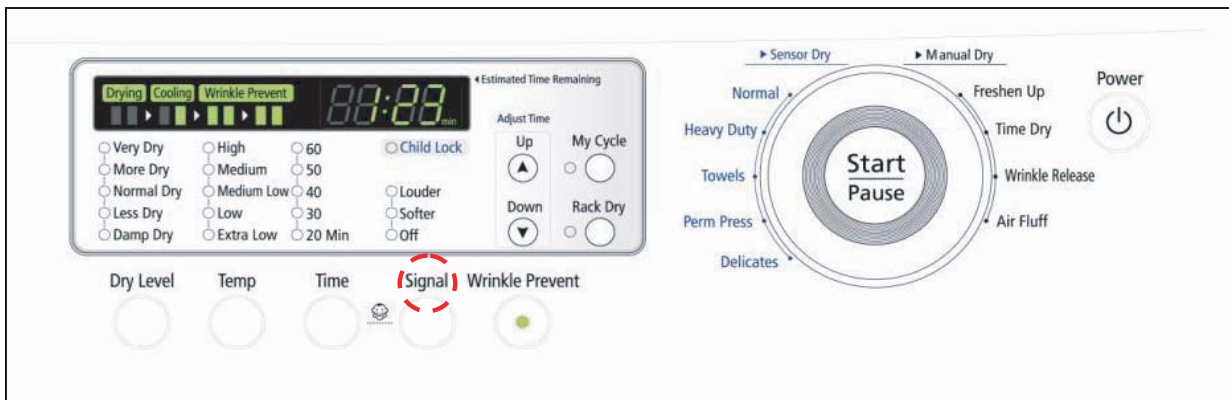 Sensor Dry
Manual Dry
Estimated Time Remaining
Drying Cooling Wrinkle Prevent
1:23 min
Adjust Time
Up
Down
My Cycle
Rack Dry
Very Dry
More Dry
Normal Dry
Less Dry
Damp Dry
High
Medium
Medium Low
Low
Extra Low
60
50
40
30
20 Min
Child Lock
Louder
Softer
Off
Dry Level
Temp
Time
Signal
Wrinkle Prevent
Normal
Heavy Duty
Towels
Perm Press
Delicates
Start
Pause
Freshen Up
Time Dry
Wrinkle Release
Air Fluff
Power